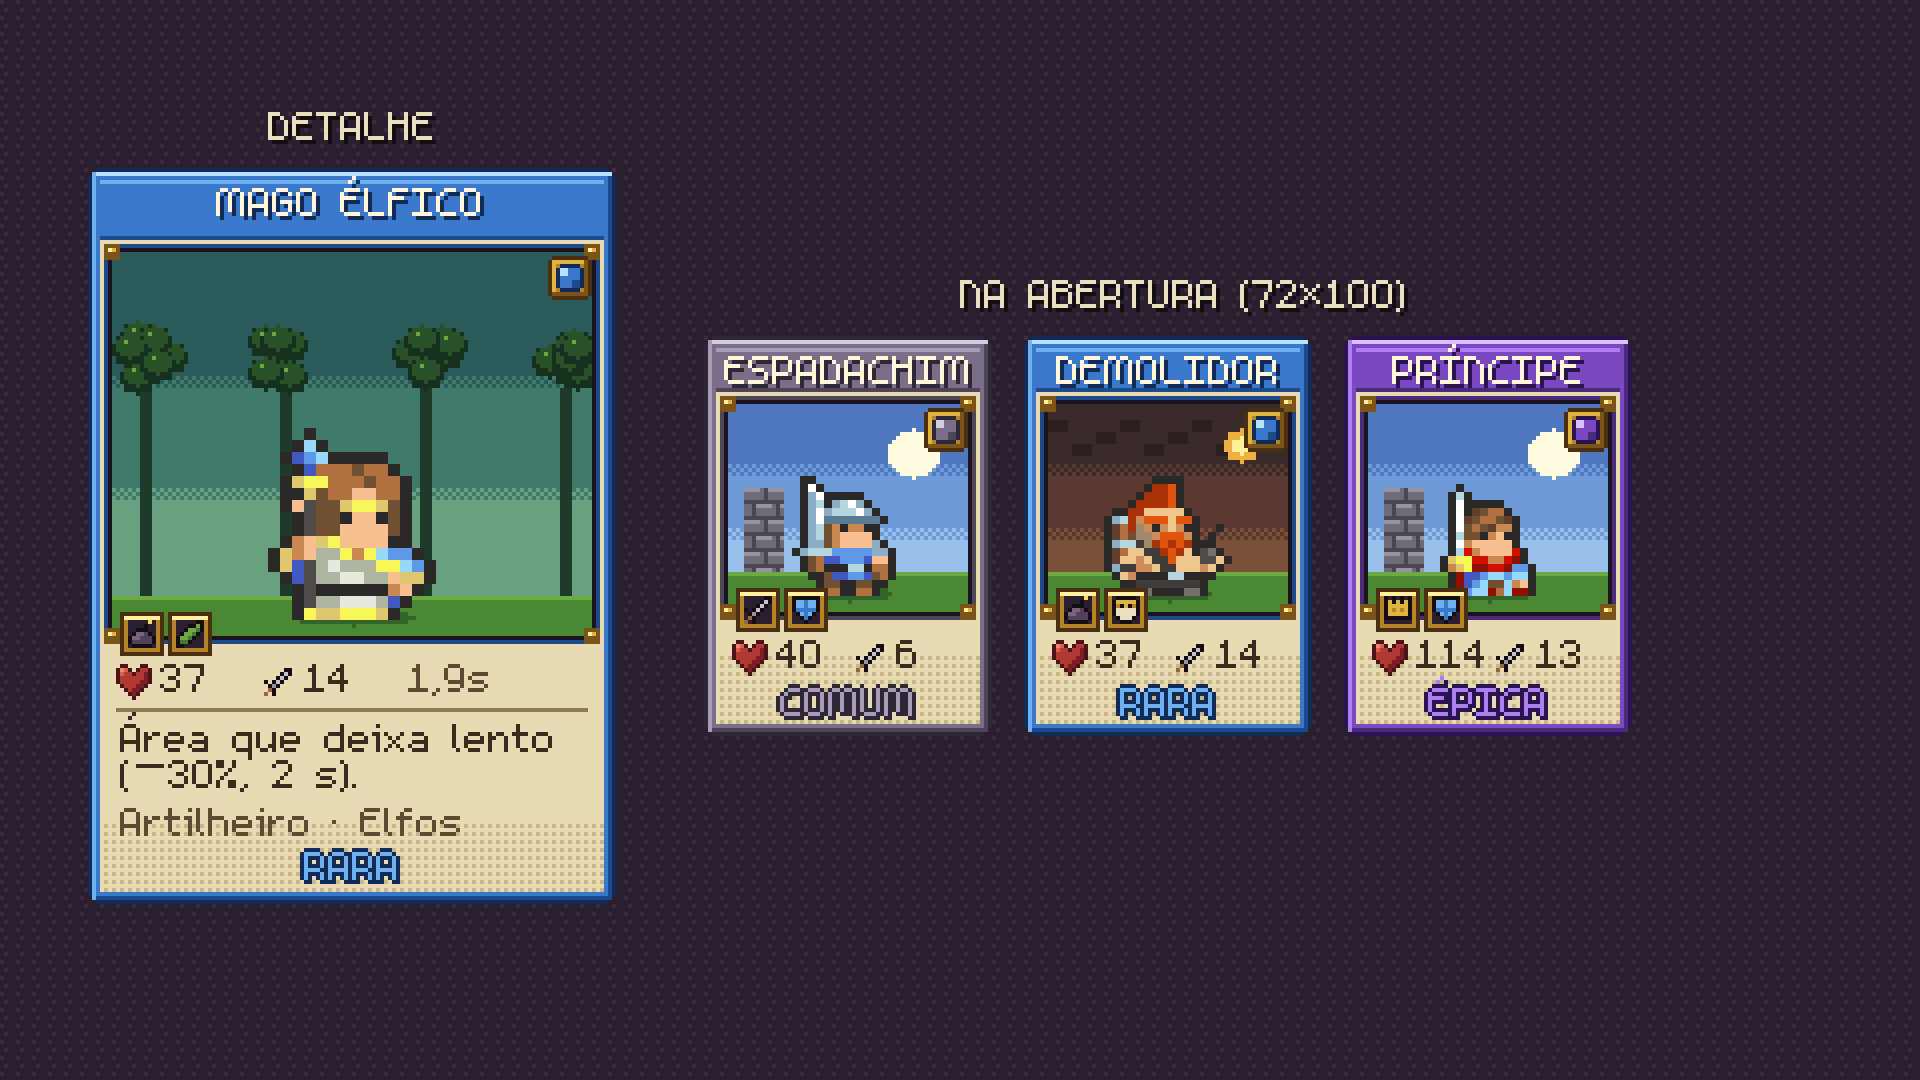 DETALHE
MAGO ÉLFICO
37 14 1,9s
Área que deixa lento
(−30%, 2 s).
Artilheiro · Elfos
RARA
NA ABERTURA (72×100)
ESPADACHIM
40 6
COMUM
DEMOLIDOR
37 14
RARA
PRÍNCIPE
114 13
ÉPICA